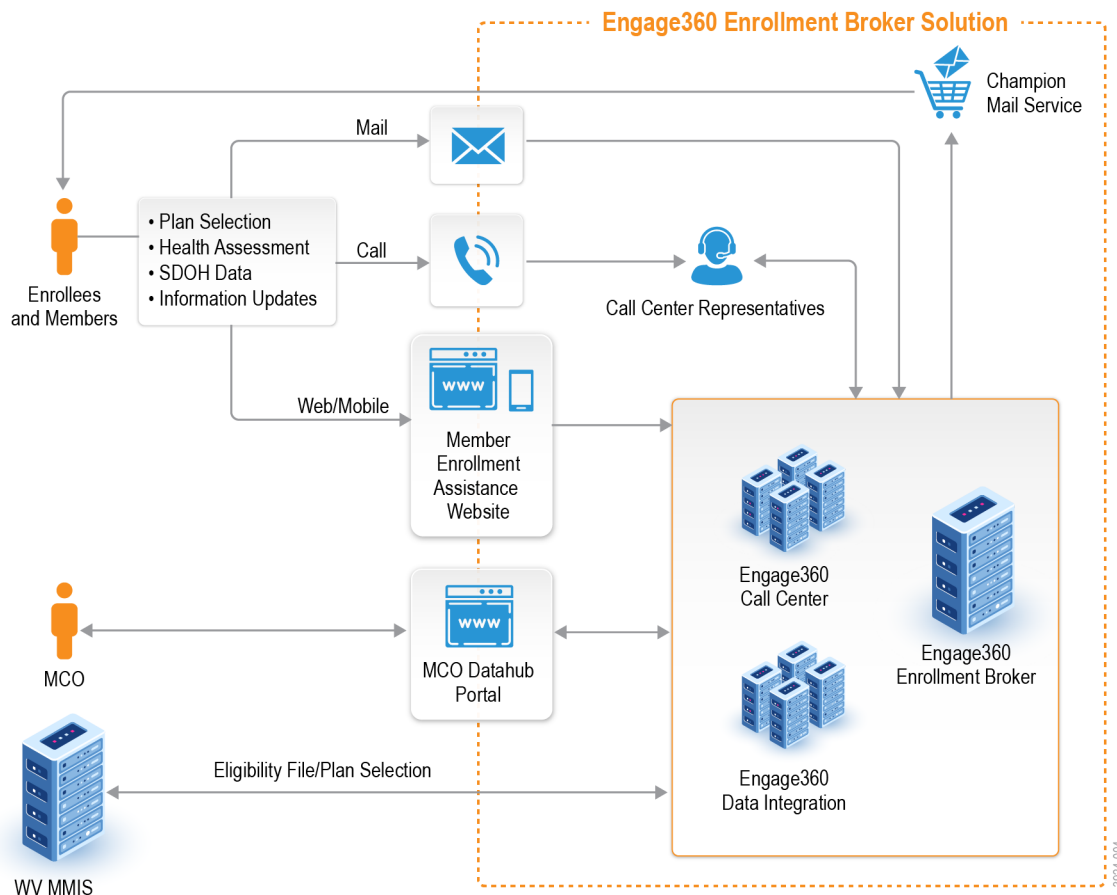 Engage360 Enrollment Broker Solution
Champion
Mail Service
Mail
• Plan Selection
• Health Assessment
• SDOH Data
• Information Updates
Call
Enrollees
and Members
Call Center Representatives
Web/Mobile
www
Member
Enrollment
Assistance
Website
Engage360
Call Center
Engage360
Enrollment Broker
www
MCO
MCO Datahub
Portal
Eligibility File/Plan Selection
Engage360
Data Integration
WV MMIS